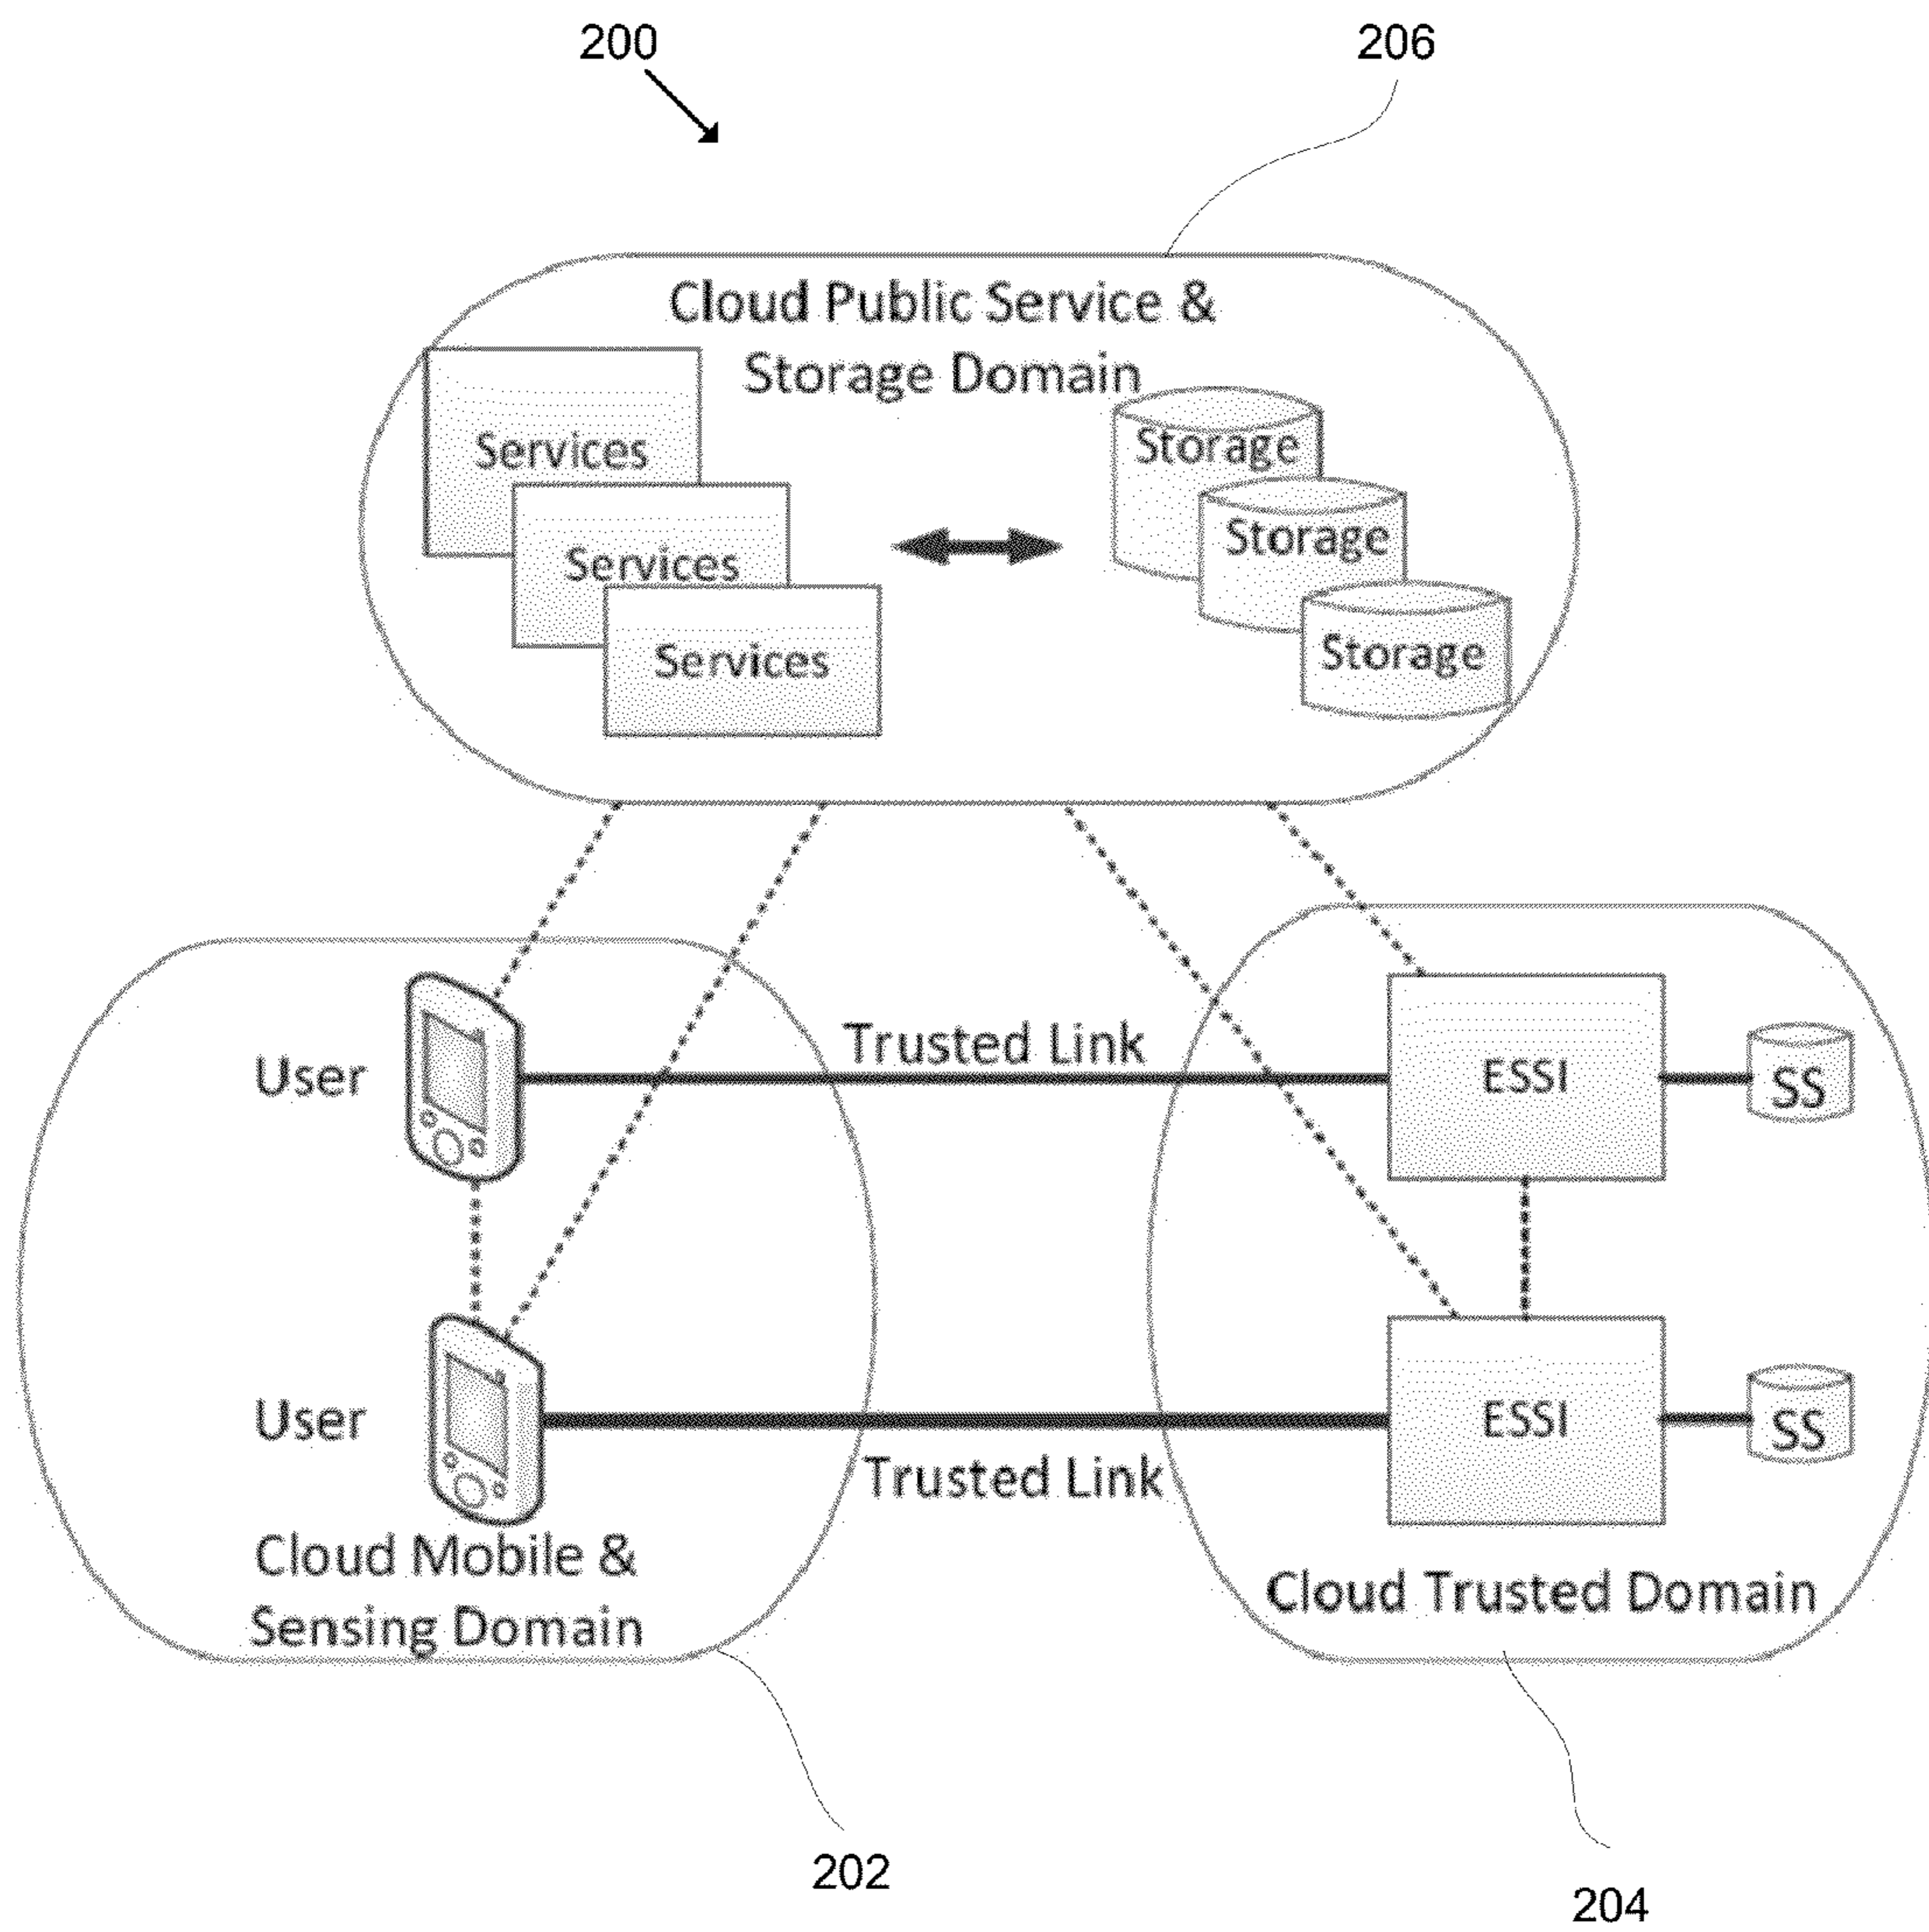 200
206
Cloud Public Service &
Storage Domain
Services
Storage
Services
Storage
Services
Storage
Trusted Link
User
ESSI
SS
User
ESSI
SS
Trusted Link
Cloud Mobile &
Sensing Domain
Cloud Trusted Domain
202
204